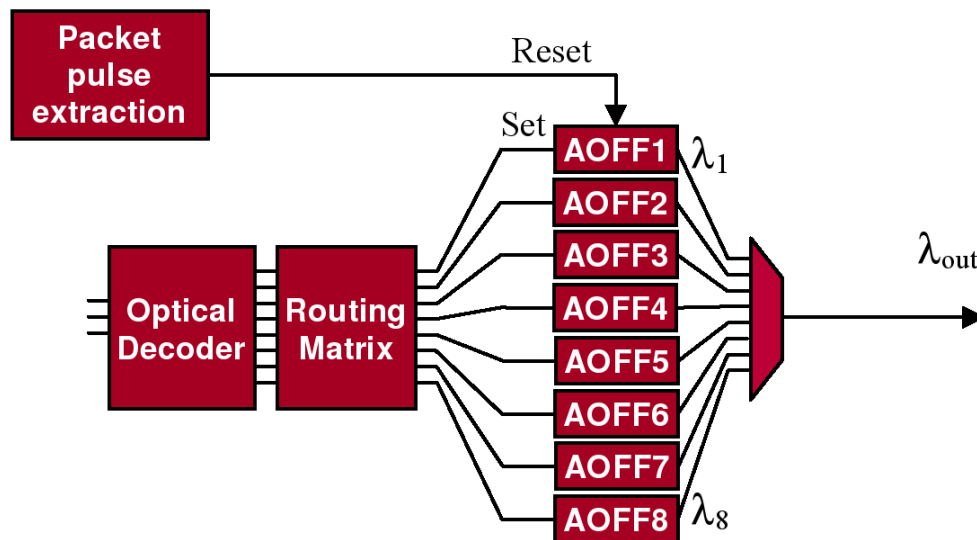 Packet
pulse
extraction
Reset
Set
AOFF1
λ1
AOFF2
AOFF3
λout
AOFF4
Optical
Decoder
Routing
Matrix
AOFF5
AOFF6
AOFF7
AOFF8
λ8